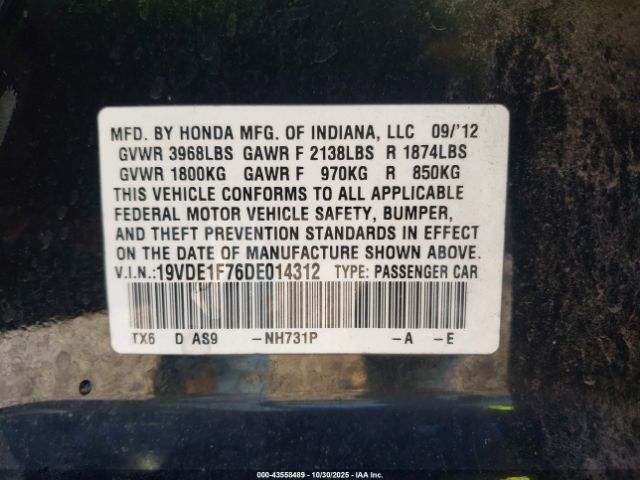 MFD. BY HONDA MFG. OF INDIANA, LLC 09/'12
GVWR 3968LBS GAWR F 2138LBS R 1874LBS
GVWR 1800KG GAWR F 970KG R 850KG
THIS VEHICLE CONFORMS TO ALL APPLICABLE
FEDERAL MOTOR VEHICLE SAFETY, BUMPER,
AND THEFT PREVENTION STANDARDS IN EFFECT
ON THE DATE OF MANUFACTURE SHOWN ABOVE.
V.I.N.:19VDE1F76DE014312 TYPE: PASSENGER CAR
TX6 D AS9 -NH731P -A -E
00-43558489 - 10/30/2025 - IAA Inc.